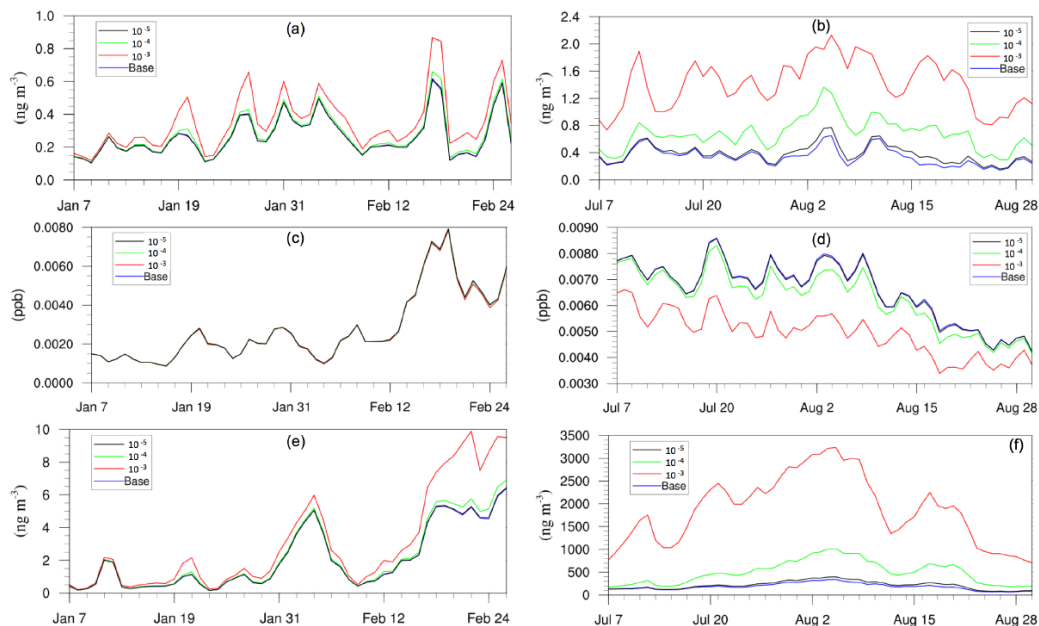 (a)
1.0
0.8
0.6
0.4
0.2
0.0
(ng m⁻³)
10⁻⁵
10⁻⁴
10⁻³
Base
Jan 7
Jan 19
Jan 31
Feb 12
Feb 24
(b)
2.4
2.0
1.6
1.2
0.8
0.4
0.0
(ng m⁻³)
10⁻⁵
10⁻⁴
10⁻³
Base
Jul 7
Jul 20
Aug 2
Aug 15
Aug 28
(c)
0.0080
0.0060
0.0040
0.0020
0.0000
(ppb)
10⁻⁵
10⁻⁴
10⁻³
Base
Jan 7
Jan 19
Jan 31
Feb 12
Feb 24
(d)
0.0090
0.0080
0.0070
0.0060
0.0050
0.0040
0.0030
(ppb)
10⁻⁵
10⁻⁴
10⁻³
Base
Jul 7
Jul 20
Aug 2
Aug 15
Aug 28
(e)
10
8
6
4
2
0
(ng m⁻³)
10⁻⁵
10⁻⁴
10⁻³
Base
Jan 7
Jan 19
Jan 31
Feb 12
Feb 24
(f)
3500
3000
2500
2000
1500
1000
500
0
(ng m⁻³)
10⁻⁵
10⁻⁴
10⁻³
Base
Jul 7
Jul 20
Aug 2
Aug 15
Aug 28